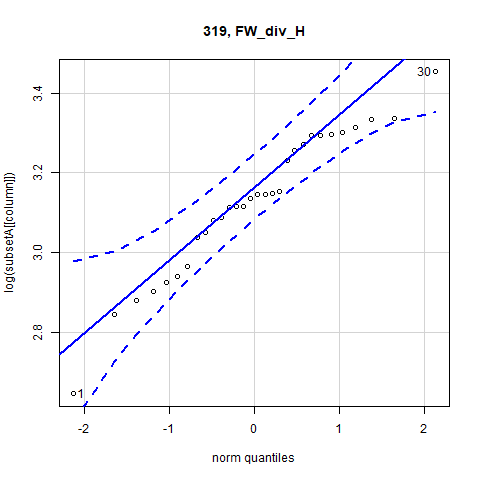 319, FW_div_H
log(subsetA[[column]])
3.4
3.2
3.0
2.8
30
1
-2 -1 0 1 2
norm quantiles